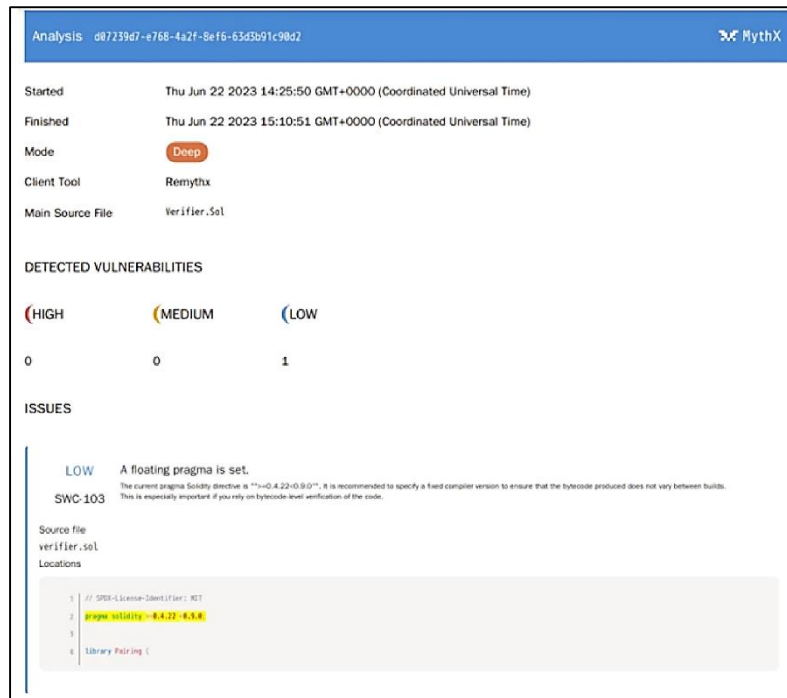 Analysis d07239d7-e768-4a2f-8ef6-63d3b91c90d2 MythX
Started Thu Jun 22 2023 14:25:50 GMT+0000 (Coordinated Universal Time)
Finished Thu Jun 22 2023 15:10:51 GMT+0000 (Coordinated Universal Time)
Mode Deep
Client Tool Remythx
Main Source File Verifier.Sol
DETECTED VULNERABILITIES
(HIGH (MEDIUM (LOW
0 0 1
ISSUES
LOW A floating pragma is set.
SWC-103 The current pragma Solidity directive is "">=0.4.22<0.9.0"". It is recommended to specify a fixed compiler version to ensure that the bytecode produced does not vary between builds.
This is especially important if you rely on bytecode-level verification of the code.
Source file
verifier.sol
Locations
1 // SPDX-License-Identifier: MIT
2 pragma solidity >=0.4.22 <0.9.0;
3
4 library Pairing {